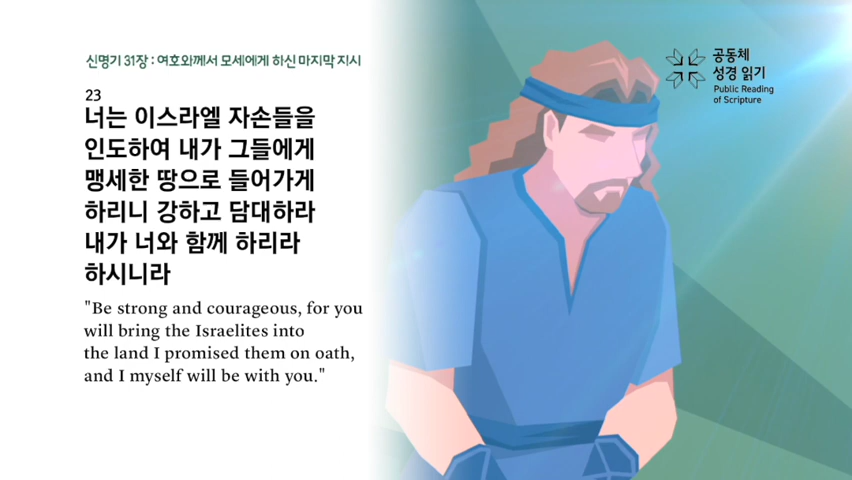 신명기 31장 : 여호와께서 모세에게 하신 마지막 지시
23
너는 이스라엘 자손들을
인도하여 내가 그들에게
맹세한 땅으로 들어가게
하리니 강하고 담대하라
내가 너와 함께 하리라
하시니라
"Be strong and courageous, for you
will bring the Israelites into
the land I promised them on oath,
and I myself will be with you."
공동체
성경 읽기
Public Reading
of Scripture